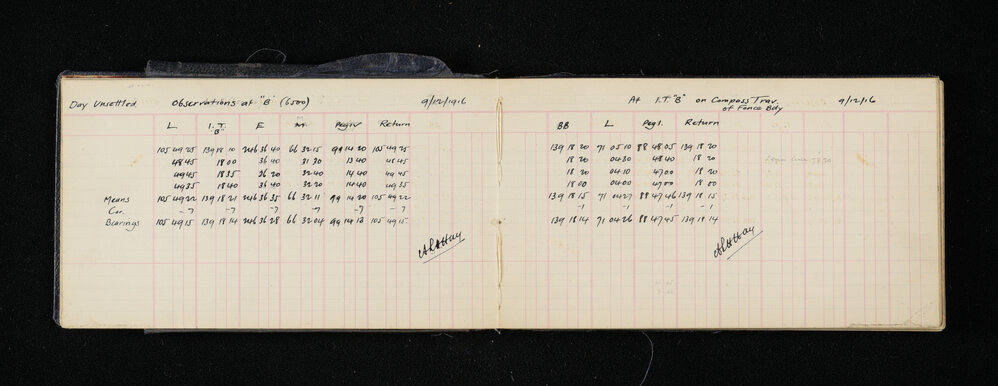 Day Unsettled Observations at "B" (6500) 9/12/1916
L I.T. "B" E M Peg IV Return
105 49 25 139 18 10 246 36 40 66 32 15 99 14 20 105 49 25
48 45 18 00 36 40 31 30 13 40 48 45
49 45 18 35 36 20 32 40 14 40 49 45
49 35 18 40 36 40 32 20 14 40 49 35
Means 105 49 22 139 18 21 246 36 35 66 32 11 99 14 20 105 49 22
Cor. -7 -7 -7 -7 -7 -7
Bearings 105 49 15 139 18 14 246 36 28 66 32 04 99 14 13 105 49 15
At I.T. "B" on Compass Trav. 9/12/16
of Fence Bdy
BB L Peg 1. Return
139 18 20 71 05 10 88 48 05 139 18 20
18 20 04 30 48 40 18 20
18 20 04 10 47 00 18 20
18 00 04 00 47 00 18 00
139 18 15 71 04 27 88 47 46 139 18 15
-1 -1 -1 -1
139 18 14 71 04 26 88 47 45 139 18 14